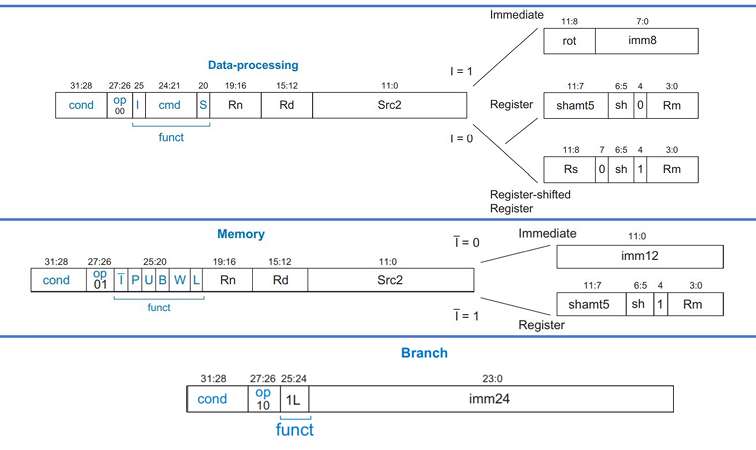 Immediate
11:8 7:0
rot imm8
Data-processing
I = 1
31:28 27:26 25 24:21 20 19:16 15:12 11:0
cond op 00 I cmd S Rn Rd Src2
funct
I = 0
Register
11:7 6:5 4 3:0
shamt5 sh 0 Rm
11:8 7 6:5 4 3:0
Rs 0 sh 1 Rm
Register-shifted
Register
Memory
I̅ = 0
Immediate
11:0
imm12
31:28 27:26 25:20 19:16 15:12 11:0
cond op 01 I̅ P U B W L Rn Rd Src2
funct
I̅ = 1
Register
11:7 6:5 4 3:0
shamt5 sh 1 Rm
Branch
31:28 27:26 25:24 23:0
cond op 10 1L imm24
funct